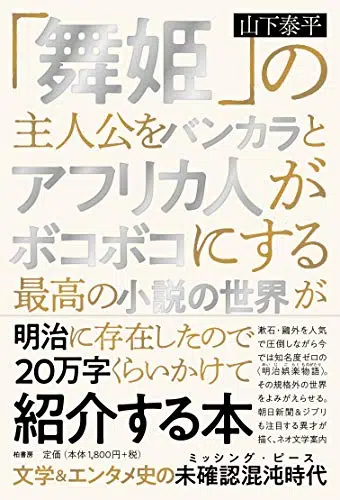 山下泰平
「舞姫」の
主人公をバンカラと
アフリカ人が
ボコボコにする
最高の小説の世界が
明治に存在したので
20万字くらいかけて
紹介する本
漱石・鷗外を人気
で圧倒しながら今
では知名度ゼロの
〈明治娯楽物語〉。
その規格外の世界
をよみがえらせる。
朝日新聞&ジブリ
も注目する異才が
描く、ネオ文学案内
柏書房 定価(本体1,800円+税)
ミッシング・ピース
文学&エンタメ史の未確認混沌時代